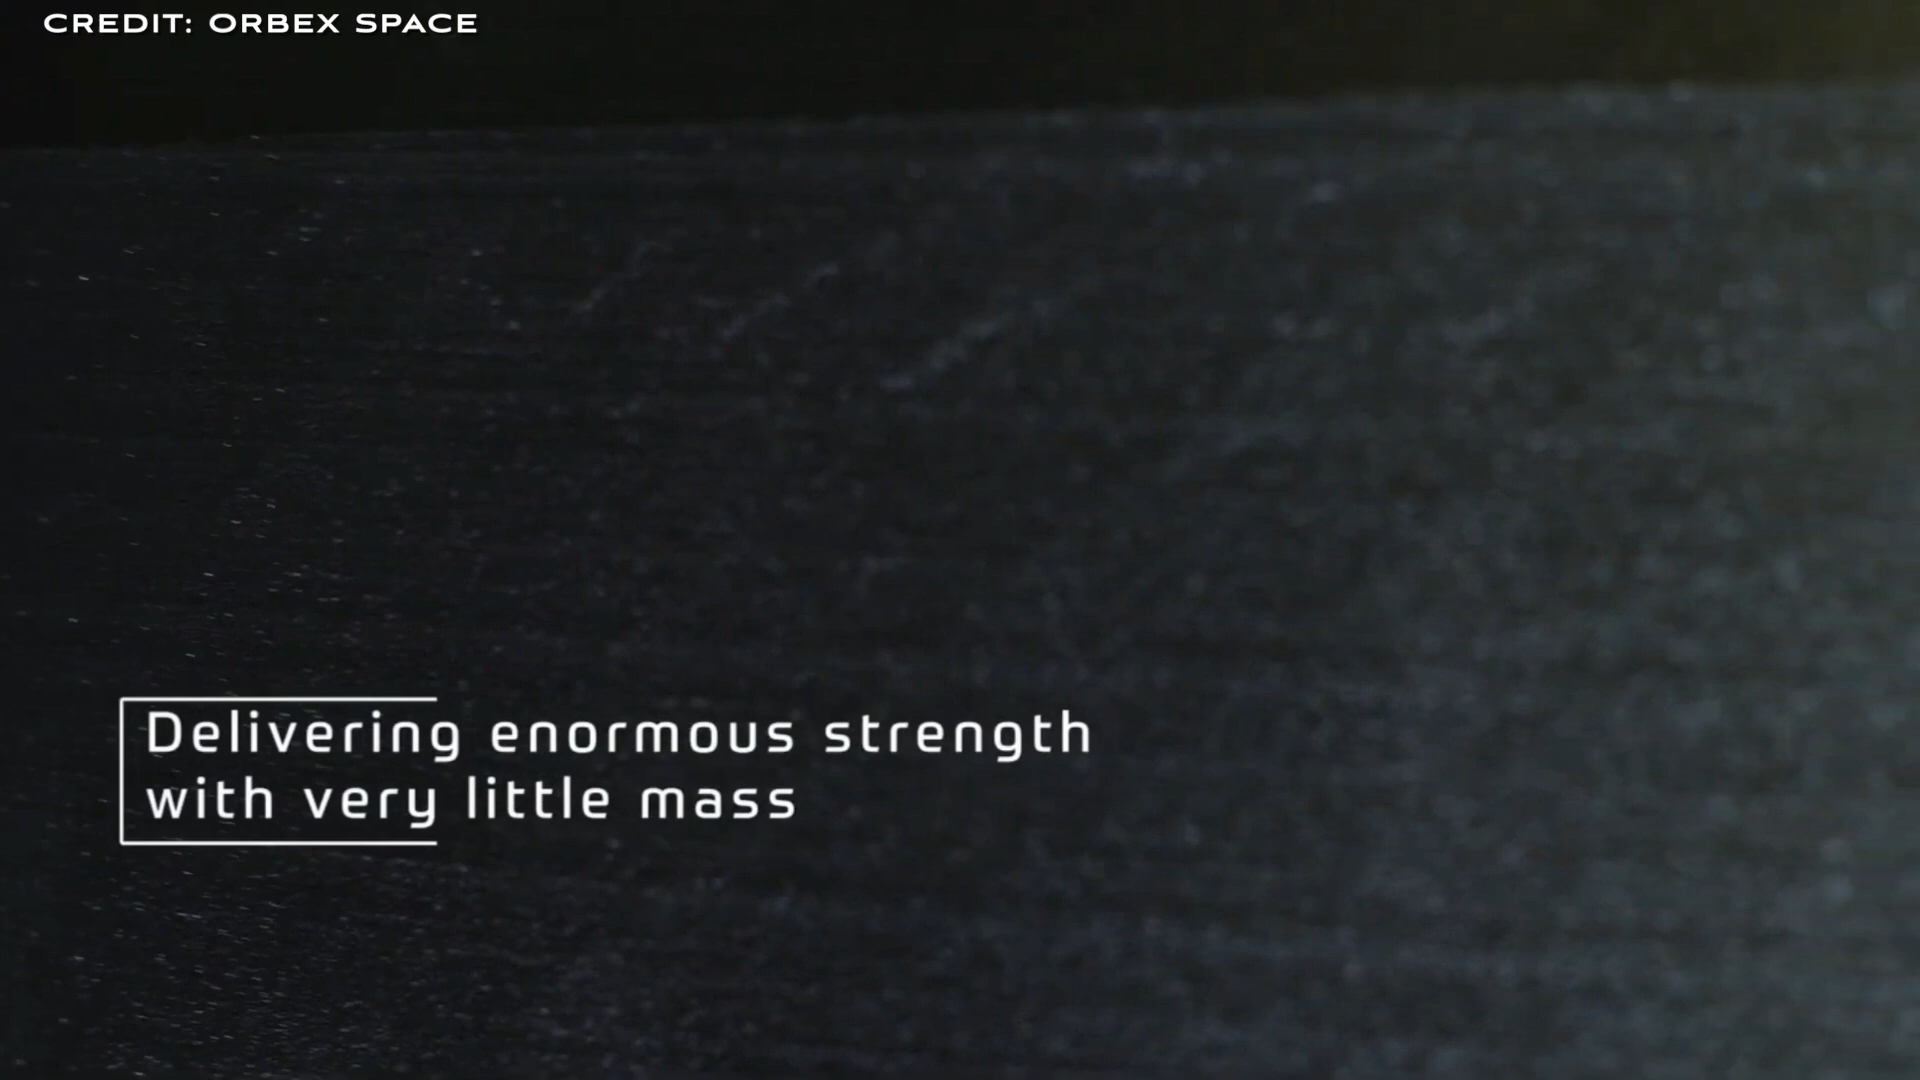 CREDIT: ORBEX SPACE
Delivering enormous strength
with very little mass